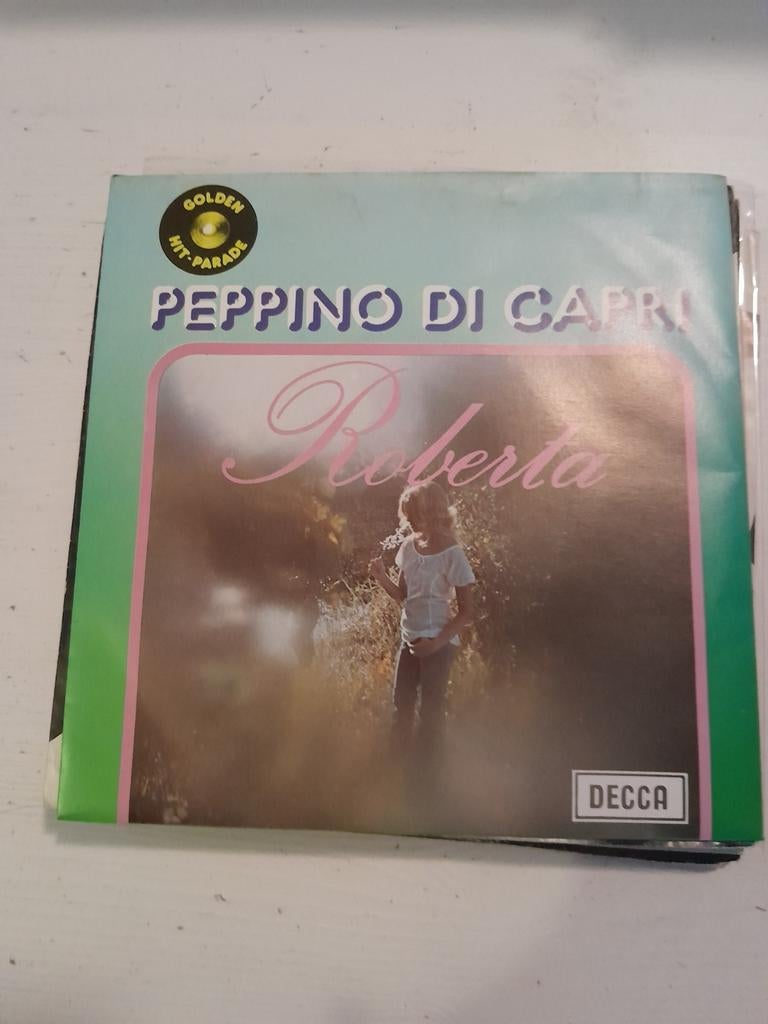 GOLDEN
HIT-PARADE
PEPPINO DI CAPRI
Roberta
DECCA